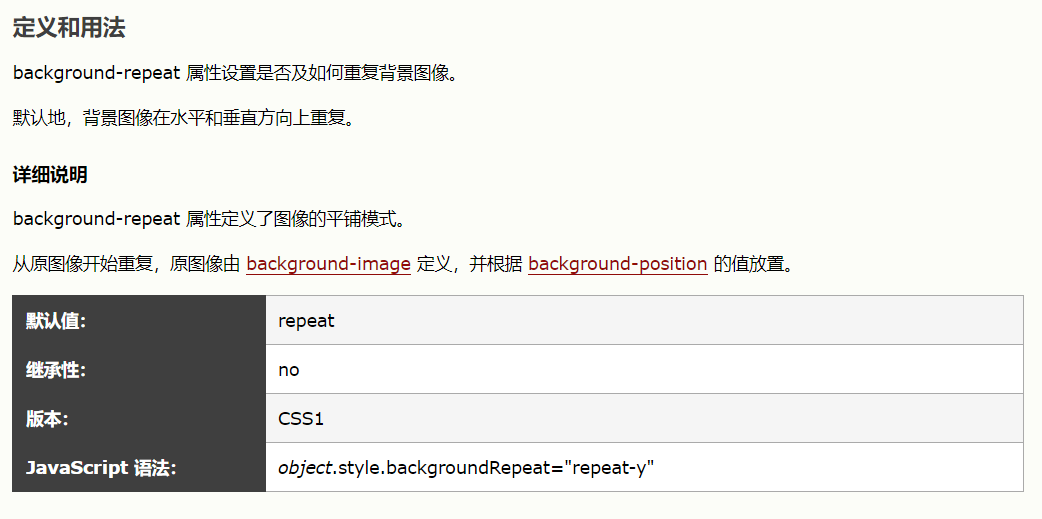 定义和用法
background-repeat 属性设置是否及如何重复背景图像。
默认地，背景图像在水平和垂直方向上重复。
详细说明
background-repeat 属性定义了图像的平铺模式。
从原图像开始重复，原图像由 background-image 定义，并根据 background-position 的值放置。
默认值： repeat
继承性： no
版本： CSS1
JavaScript 语法： object.style.backgroundRepeat="repeat-y"